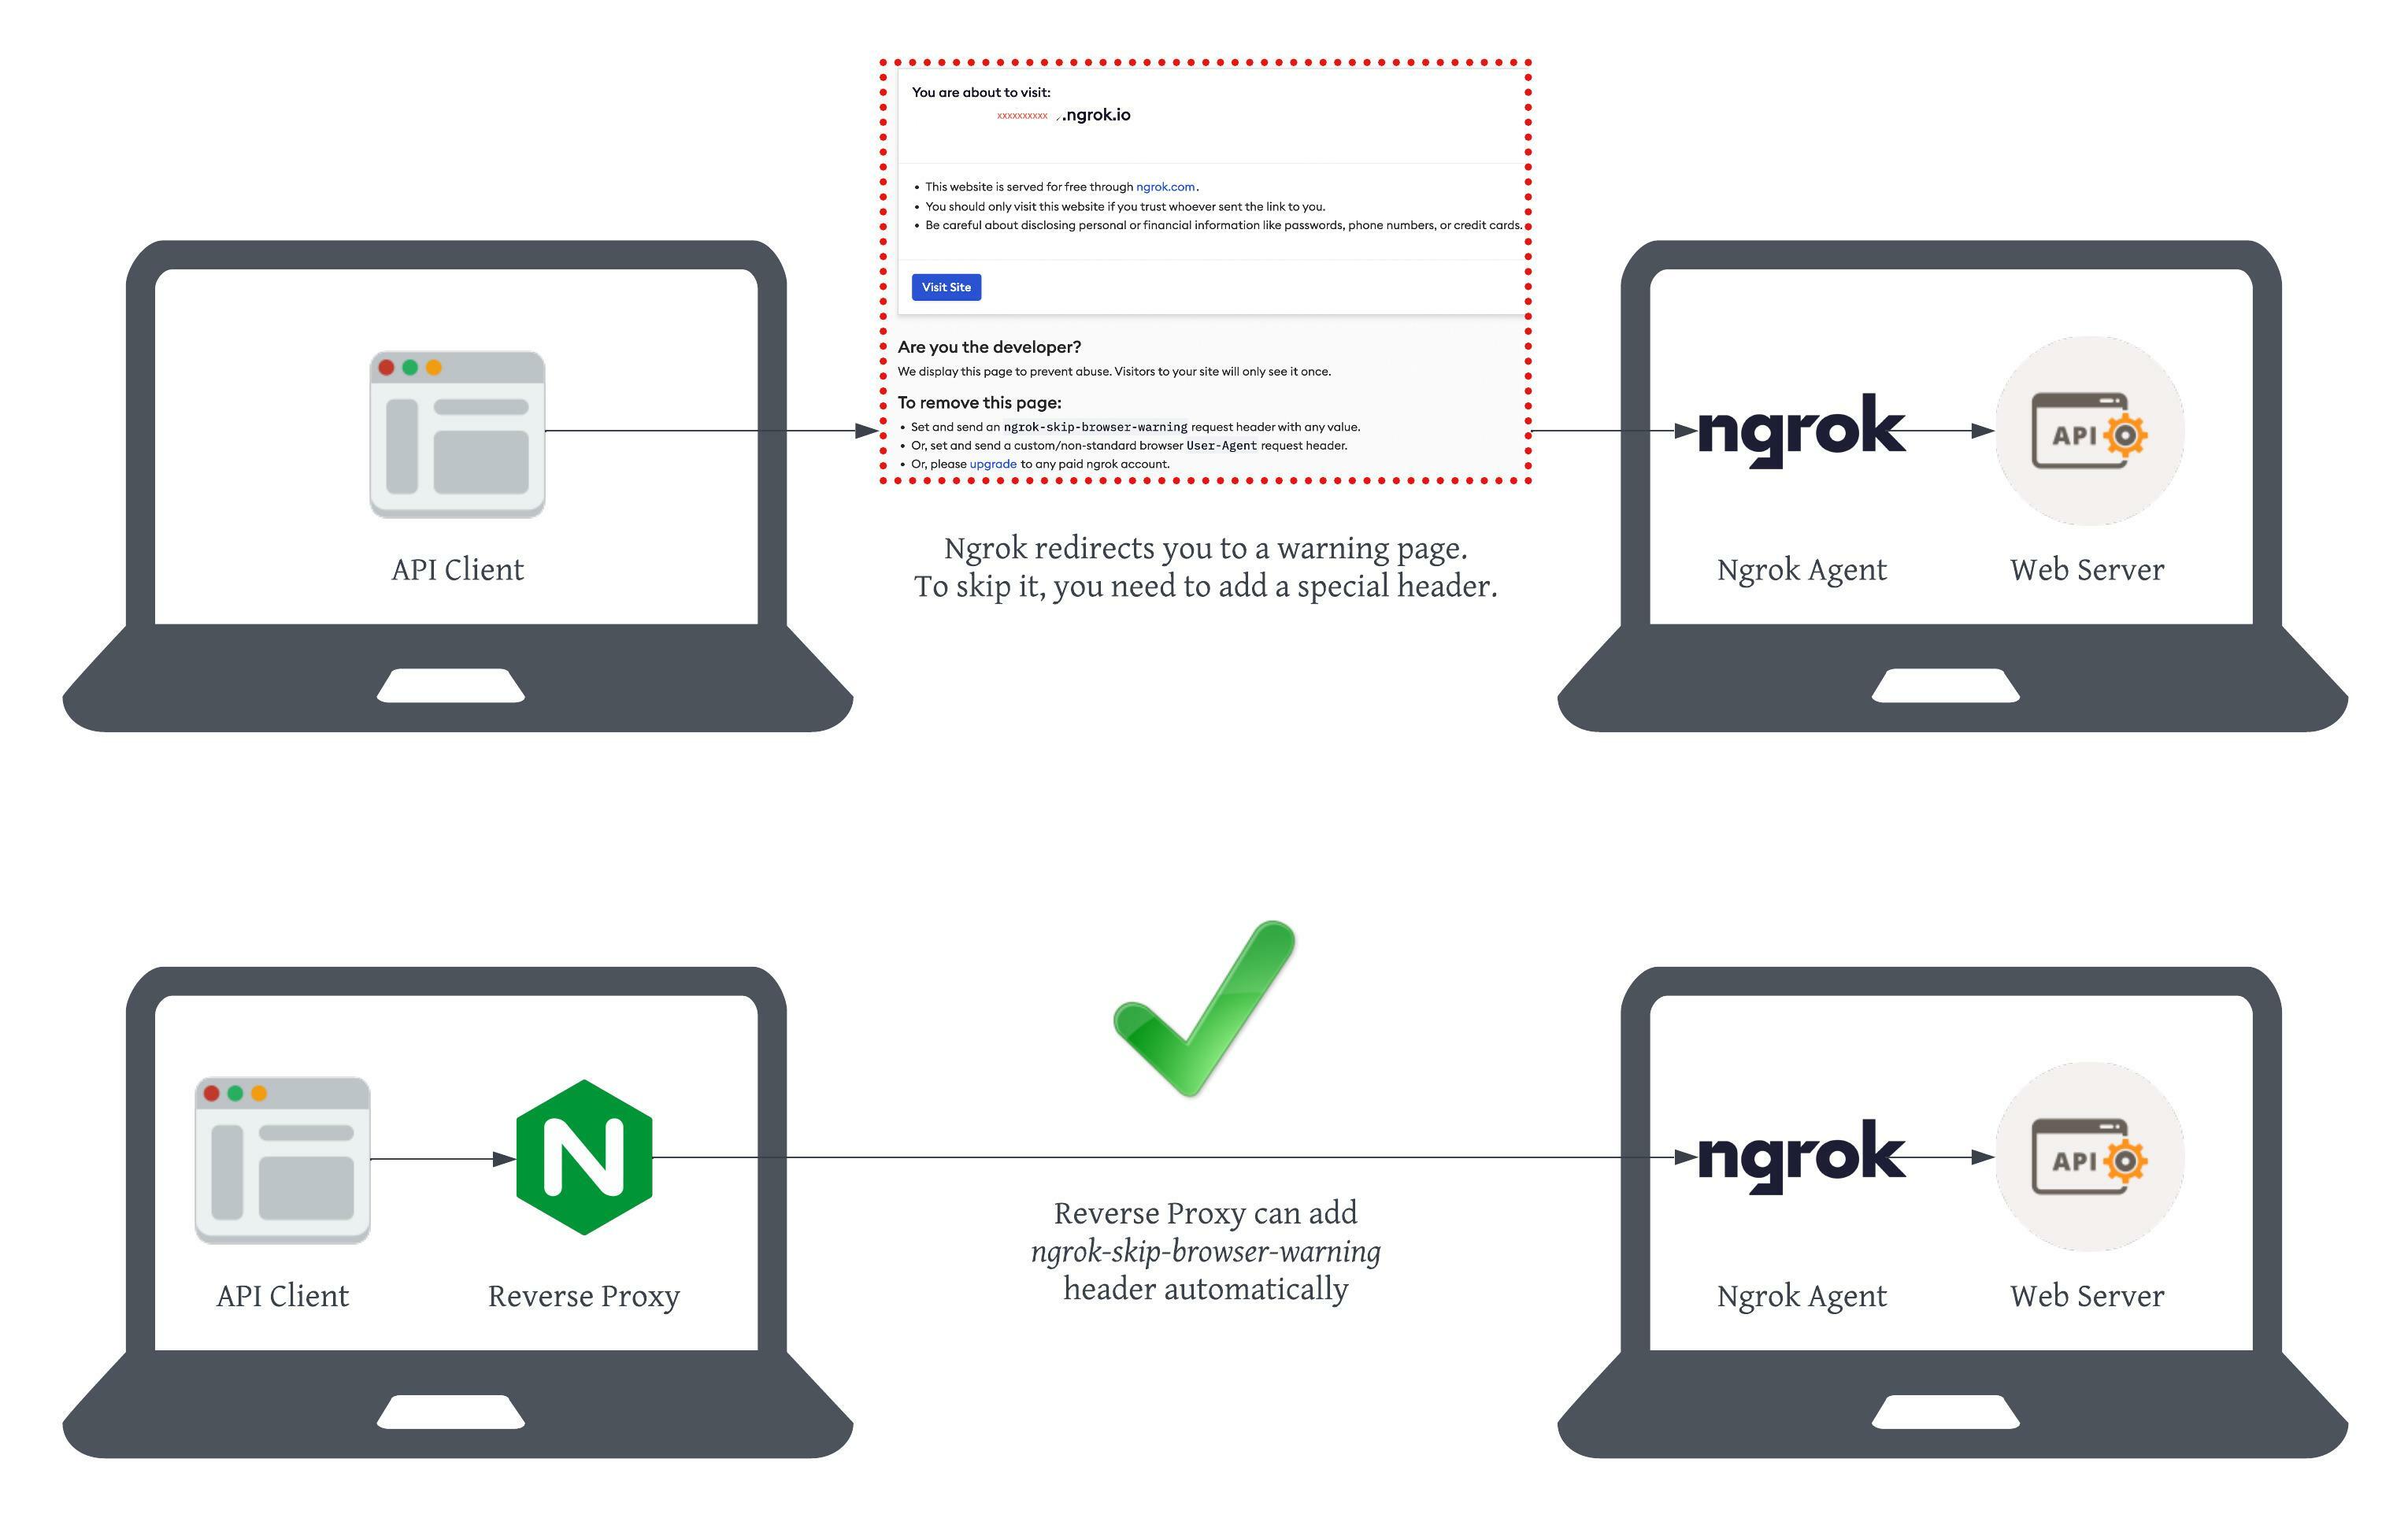 You are about to visit:
xxxxxxxxxx .ngrok.io
• This website is served for free through ngrok.com.
• You should only visit this website if you trust whoever sent the link to you.
• Be careful about disclosing personal or financial information like passwords, phone numbers, or credit cards.
Visit Site
Are you the developer?
We display this page to prevent abuse. Visitors to your site will only see it once.
To remove this page:
• Set and send an ngrok-skip-browser-warning request header with any value.
• Or, set and send a custom/non-standard browser User-Agent request header.
• Or, please upgrade to any paid ngrok account.
API Client
Ngrok redirects you to a warning page.
To skip it, you need to add a special header.
ngrok
API
Ngrok Agent
Web Server
N
API Client
Reverse Proxy
Reverse Proxy can add
ngrok-skip-browser-warning
header automatically
ngrok
API
Ngrok Agent
Web Server